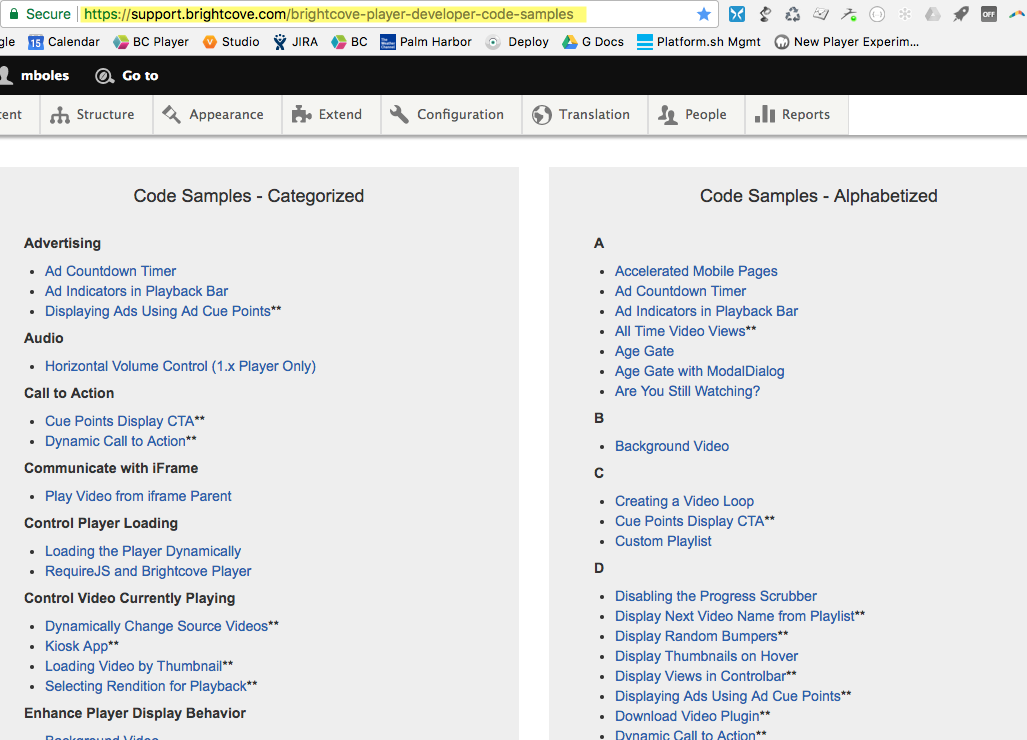 Secure https://support.brightcove.com/brightcove-player-developer-code-samples OFF
gle 15 Calendar BC Player Studio JIRA BC Palm Harbor Deploy G Docs Platform.sh Mgmt New Player Experim...
mboles Go to
tent Structure Appearance Extend Configuration Translation People Reports
Code Samples - Categorized
Advertising
Ad Countdown Timer
Ad Indicators in Playback Bar
Displaying Ads Using Ad Cue Points**
Audio
Horizontal Volume Control (1.x Player Only)
Call to Action
Cue Points Display CTA**
Dynamic Call to Action**
Communicate with iFrame
Play Video from iframe Parent
Control Player Loading
Loading the Player Dynamically
RequireJS and Brightcove Player
Control Video Currently Playing
Dynamically Change Source Videos**
Kiosk App**
Loading Video by Thumbnail**
Selecting Rendition for Playback**
Enhance Player Display Behavior
Background Video
Code Samples - Alphabetized
A
Accelerated Mobile Pages
Ad Countdown Timer
Ad Indicators in Playback Bar
All Time Video Views**
Age Gate
Age Gate with ModalDialog
Are You Still Watching?
B
Background Video
C
Creating a Video Loop
Cue Points Display CTA**
Custom Playlist
D
Disabling the Progress Scrubber
Display Next Video Name from Playlist**
Display Random Bumpers**
Display Thumbnails on Hover
Display Views in Controlbar**
Displaying Ads Using Ad Cue Points**
Download Video Plugin**
Dynamic Call to Action**